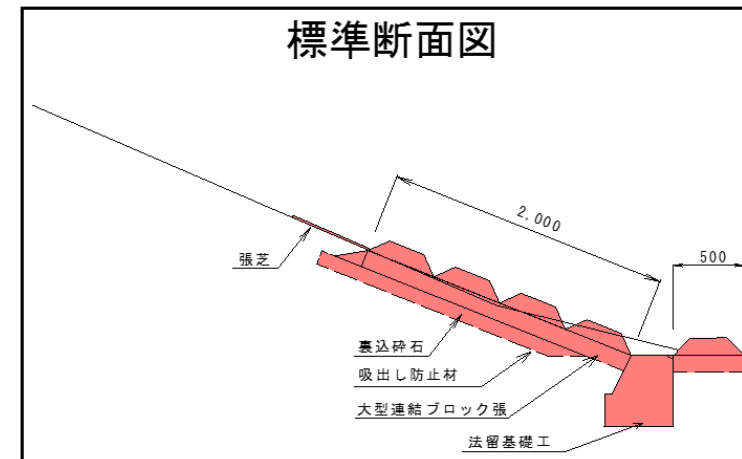 標準断面図
2,000
500
張芝
裏込砕石
吸出し防止材
大型連結ブロック張
法留基礎工